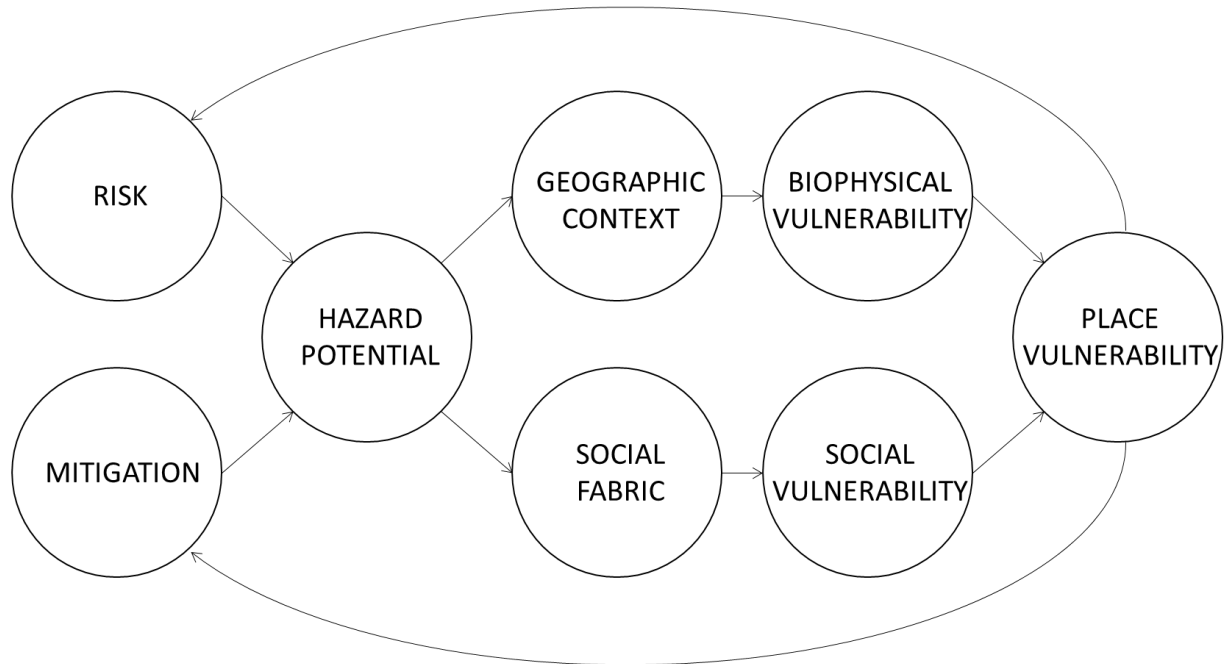 RISK
HAZARD
POTENTIAL
MITIGATION
GEOGRAPHIC
CONTEXT
BIOPHYSICAL
VULNERABILITY
SOCIAL
FABRIC
SOCIAL
VULNERABILITY
PLACE
VULNERABILITY